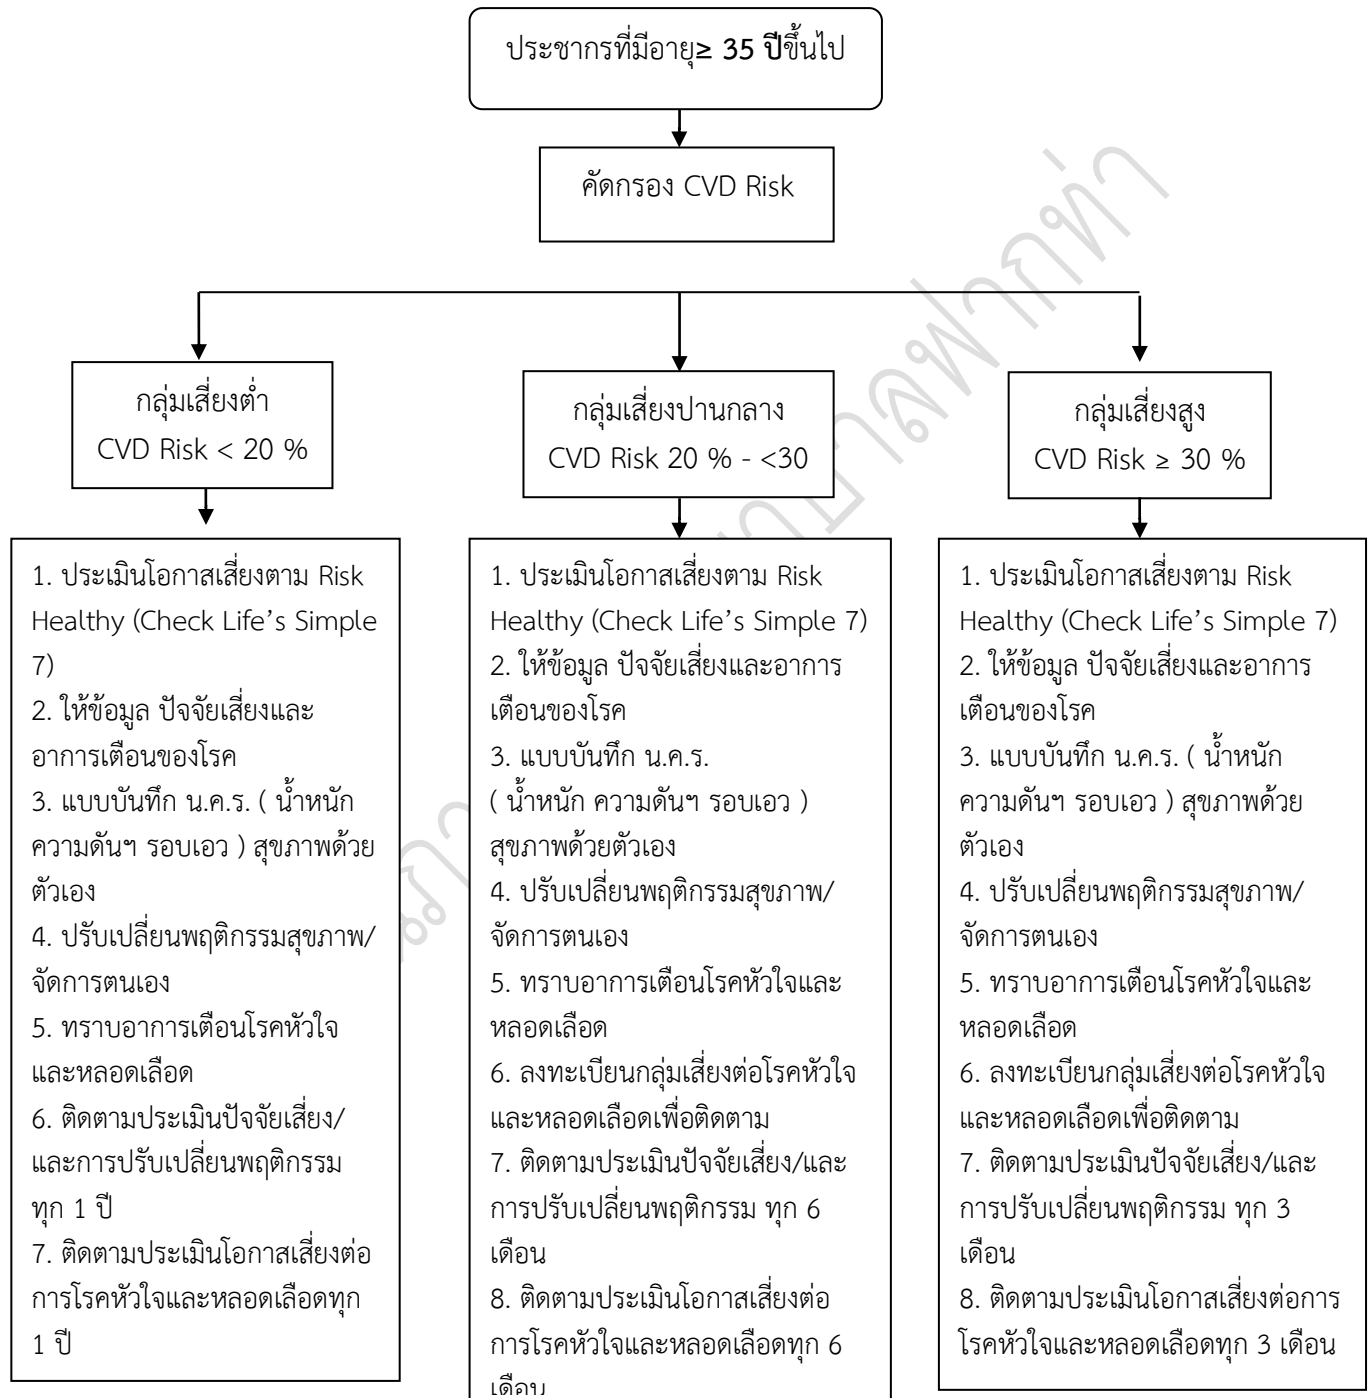 ประชากรที่มีอายุ≥ 35 ปีขึ้นไป
คัดกรอง CVD Risk
กลุ่มเสี่ยงต่ำ
CVD Risk < 20 %
กลุ่มเสี่ยงปานกลาง
CVD Risk 20 % - <30
กลุ่มเสี่ยงสูง
CVD Risk ≥ 30 %
1. ประเมินโอกาสเสี่ยงตาม Risk
Healthy (Check Life’s Simple
7)
2. ให้ข้อมูล ปัจจัยเสี่ยงและ
อาการเตือนของโรค
3. แบบบันทึก น.ค.ร. ( น้ำหนัก
ความดันฯ รอบเอว ) สุขภาพด้วย
ตัวเอง
4. ปรับเปลี่ยนพฤติกรรมสุขภาพ/
จัดการตนเอง
5. ทราบอาการเตือนโรคหัวใจ
และหลอดเลือด
6. ติดตามประเมินปัจจัยเสี่ยง/
และการปรับเปลี่ยนพฤติกรรม
ทุก 1 ปี
7. ติดตามประเมินโอกาสเสี่ยงต่อ
การโรคหัวใจและหลอดเลือดทุก
1 ปี
1. ประเมินโอกาสเสี่ยงตาม Risk
Healthy (Check Life’s Simple 7)
2. ให้ข้อมูล ปัจจัยเสี่ยงและอาการ
เตือนของโรค
3. แบบบันทึก น.ค.ร.
( น้ำหนัก ความดันฯ รอบเอว )
สุขภาพด้วยตัวเอง
4. ปรับเปลี่ยนพฤติกรรมสุขภาพ/
จัดการตนเอง
5. ทราบอาการเตือนโรคหัวใจและ
หลอดเลือด
6. ลงทะเบียนกลุ่มเสี่ยงต่อโรคหัวใจ
และหลอดเลือดเพื่อติดตาม
7. ติดตามประเมินปัจจัยเสี่ยง/และ
การปรับเปลี่ยนพฤติกรรม ทุก 6
เดือน
8. ติดตามประเมินโอกาสเสี่ยงต่อ
การโรคหัวใจและหลอดเลือดทุก 6
เดือน
1. ประเมินโอกาสเสี่ยงตาม Risk
Healthy (Check Life’s Simple 7)
2. ให้ข้อมูล ปัจจัยเสี่ยงและอาการ
เตือนของโรค
3. แบบบันทึก น.ค.ร. ( น้ำหนัก
ความดันฯ รอบเอว ) สุขภาพด้วย
ตัวเอง
4. ปรับเปลี่ยนพฤติกรรมสุขภาพ/
จัดการตนเอง
5. ทราบอาการเตือนโรคหัวใจและ
หลอดเลือด
6. ลงทะเบียนกลุ่มเสี่ยงต่อโรคหัวใจ
และหลอดเลือดเพื่อติดตาม
7. ติดตามประเมินปัจจัยเสี่ยง/และ
การปรับเปลี่ยนพฤติกรรม ทุก 3
เดือน
8. ติดตามประเมินโอกาสเสี่ยงต่อการ
โรคหัวใจและหลอดเลือดทุก 3 เดือน